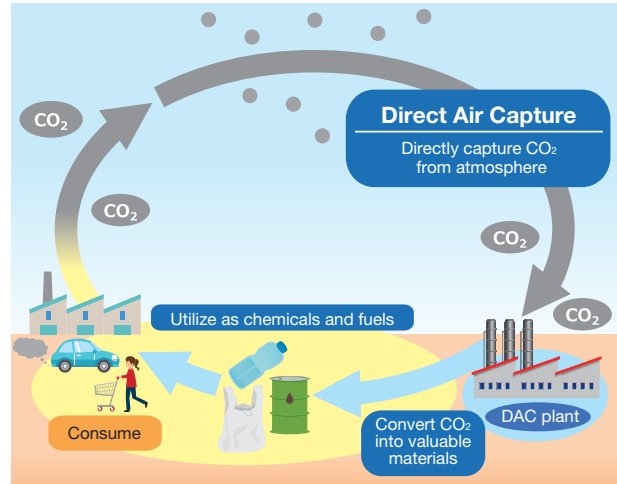 CO₂
CO₂
Direct Air Capture
Directly capture CO₂
from atmosphere
CO₂
CO₂
Utilize as chemicals and fuels
Consume
Convert CO₂
into valuable
materials
DAC plant